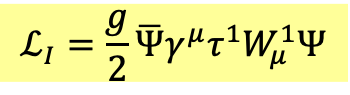 ℒ_I = g/2 Ψ̅γ^μ τ^1 W_μ^1 Ψ